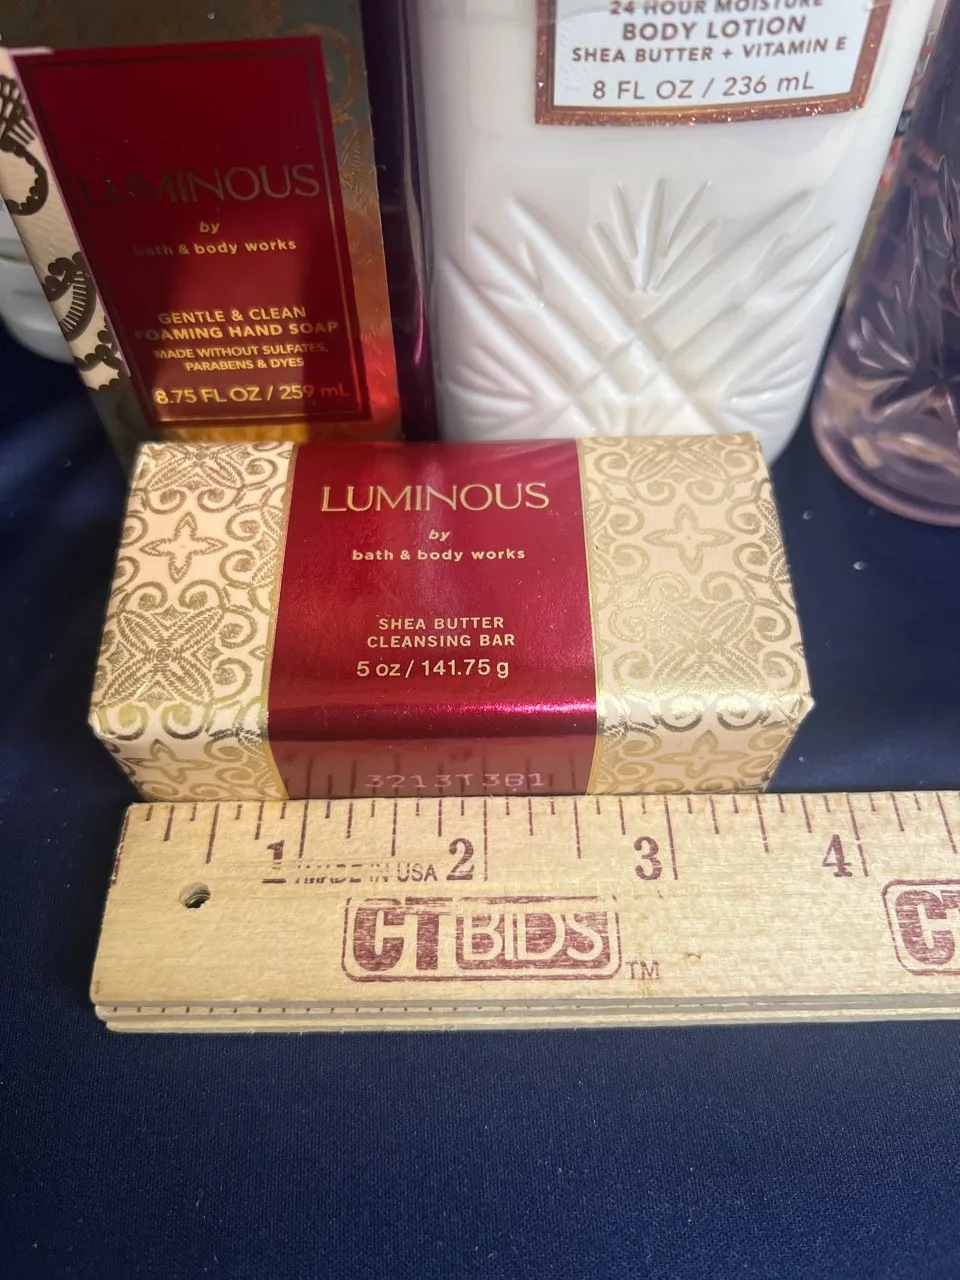 24 HOUR MOISTURE
BODY LOTION
SHEA BUTTER + VITAMIN E
8 FL OZ / 236 mL
LUMINOUS
by
bath & body works
GENTLE & CLEAN
FOAMING HAND SOAP
MADE WITHOUT SULFATES,
PARABENS & DYES
8.75 FL OZ / 259 mL
LUMINOUS
by
bath & body works
SHEA BUTTER
CLEANSING BAR
5 oz / 141.75 g
3213T3B1
1 2 3 4
MADE IN USA
CTBIDS TM
CT